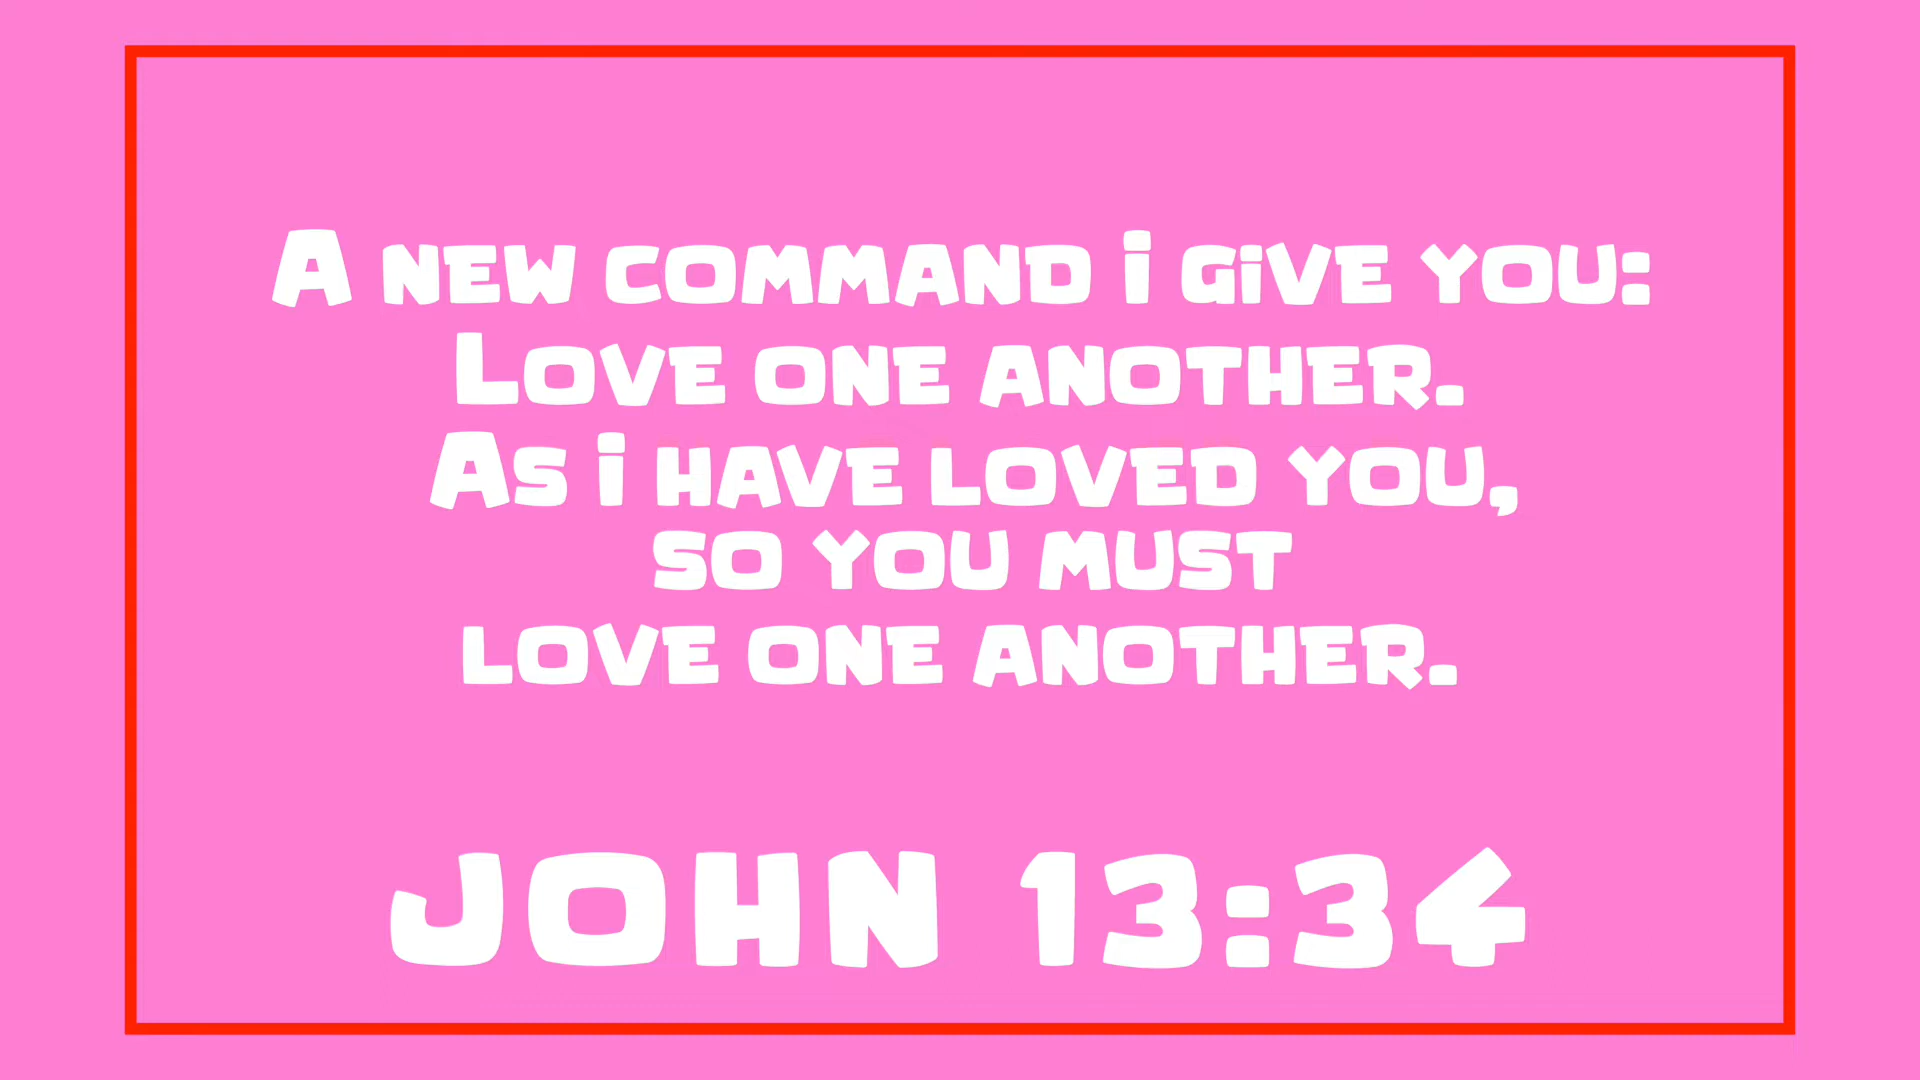 A new command i give you:
Love one another.
As i have loved you,
so you must
love one another.
JOHN 13:34